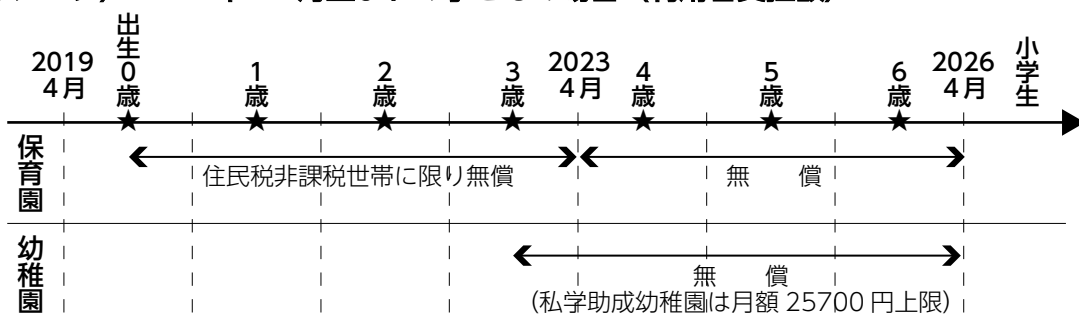 出生0歳
小学生
2019
4月
1歳
2歳
3歳
2023
4月
4歳
5歳
6歳
2026
4月
保育園
住民税非課税世帯に限り無償
無　償
幼稚園
無　償
(私学助成幼稚園は月額 25700 円上限)